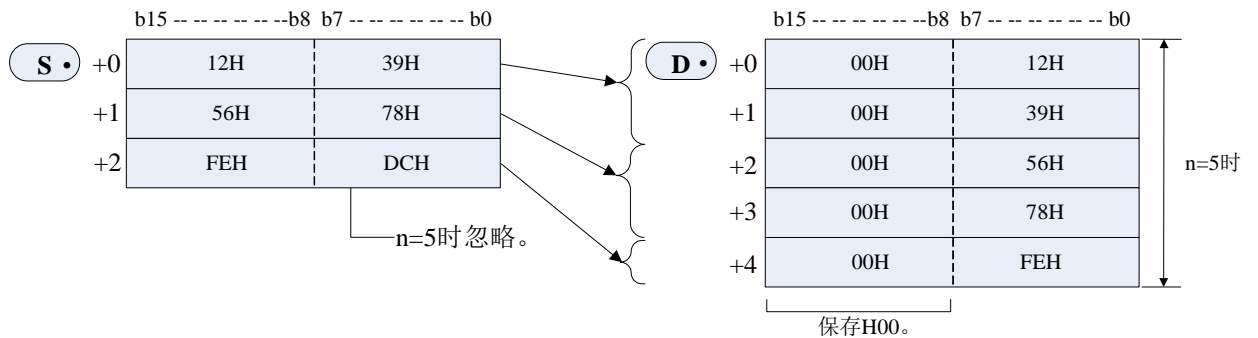 b15 -- -- -- -- -- --b8 b7 -- -- -- -- -- -- b0
S· +0 12H 39H
+1 56H 78H
+2 FEH DCH
n=5时忽略。
b15 -- -- -- -- -- --b8 b7 -- -- -- -- -- -- b0
D· +0 00H 12H
+1 00H 39H
+2 00H 56H
+3 00H 78H
+4 00H FEH
n=5时
保存H00。